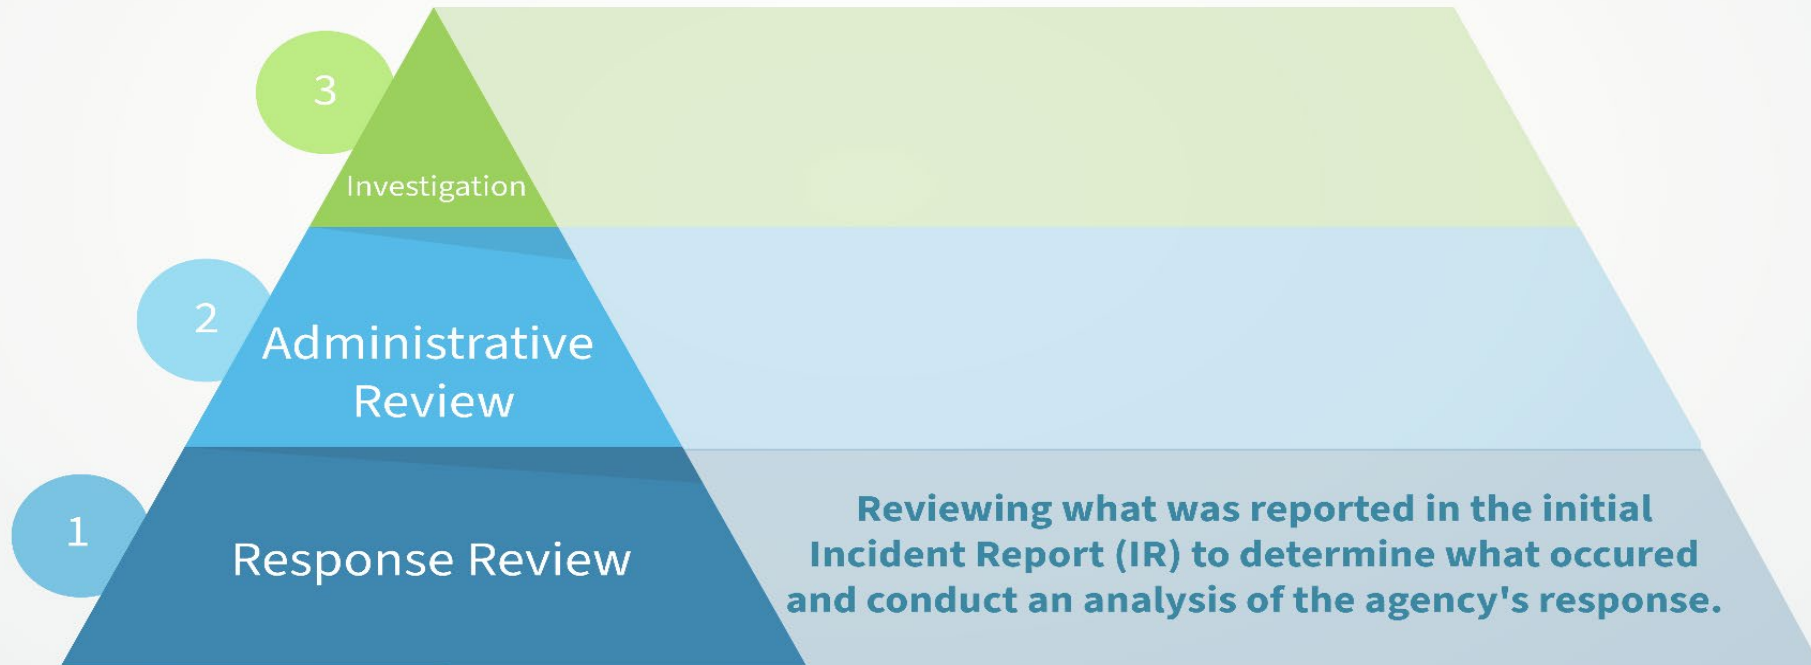 3
Investigation
2
Administrative
Review
1
Response Review
Reviewing what was reported in the initial
Incident Report (IR) to determine what occured
and conduct an analysis of the agency's response.